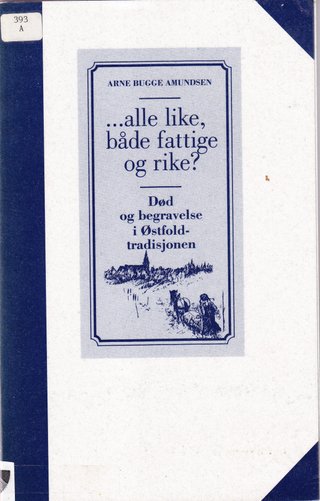 393
A
ARNE BUGGE AMUNDSEN
...alle like,
både fattige
og rike?
Død
og begravelse
i Østfold-
tradisjonen